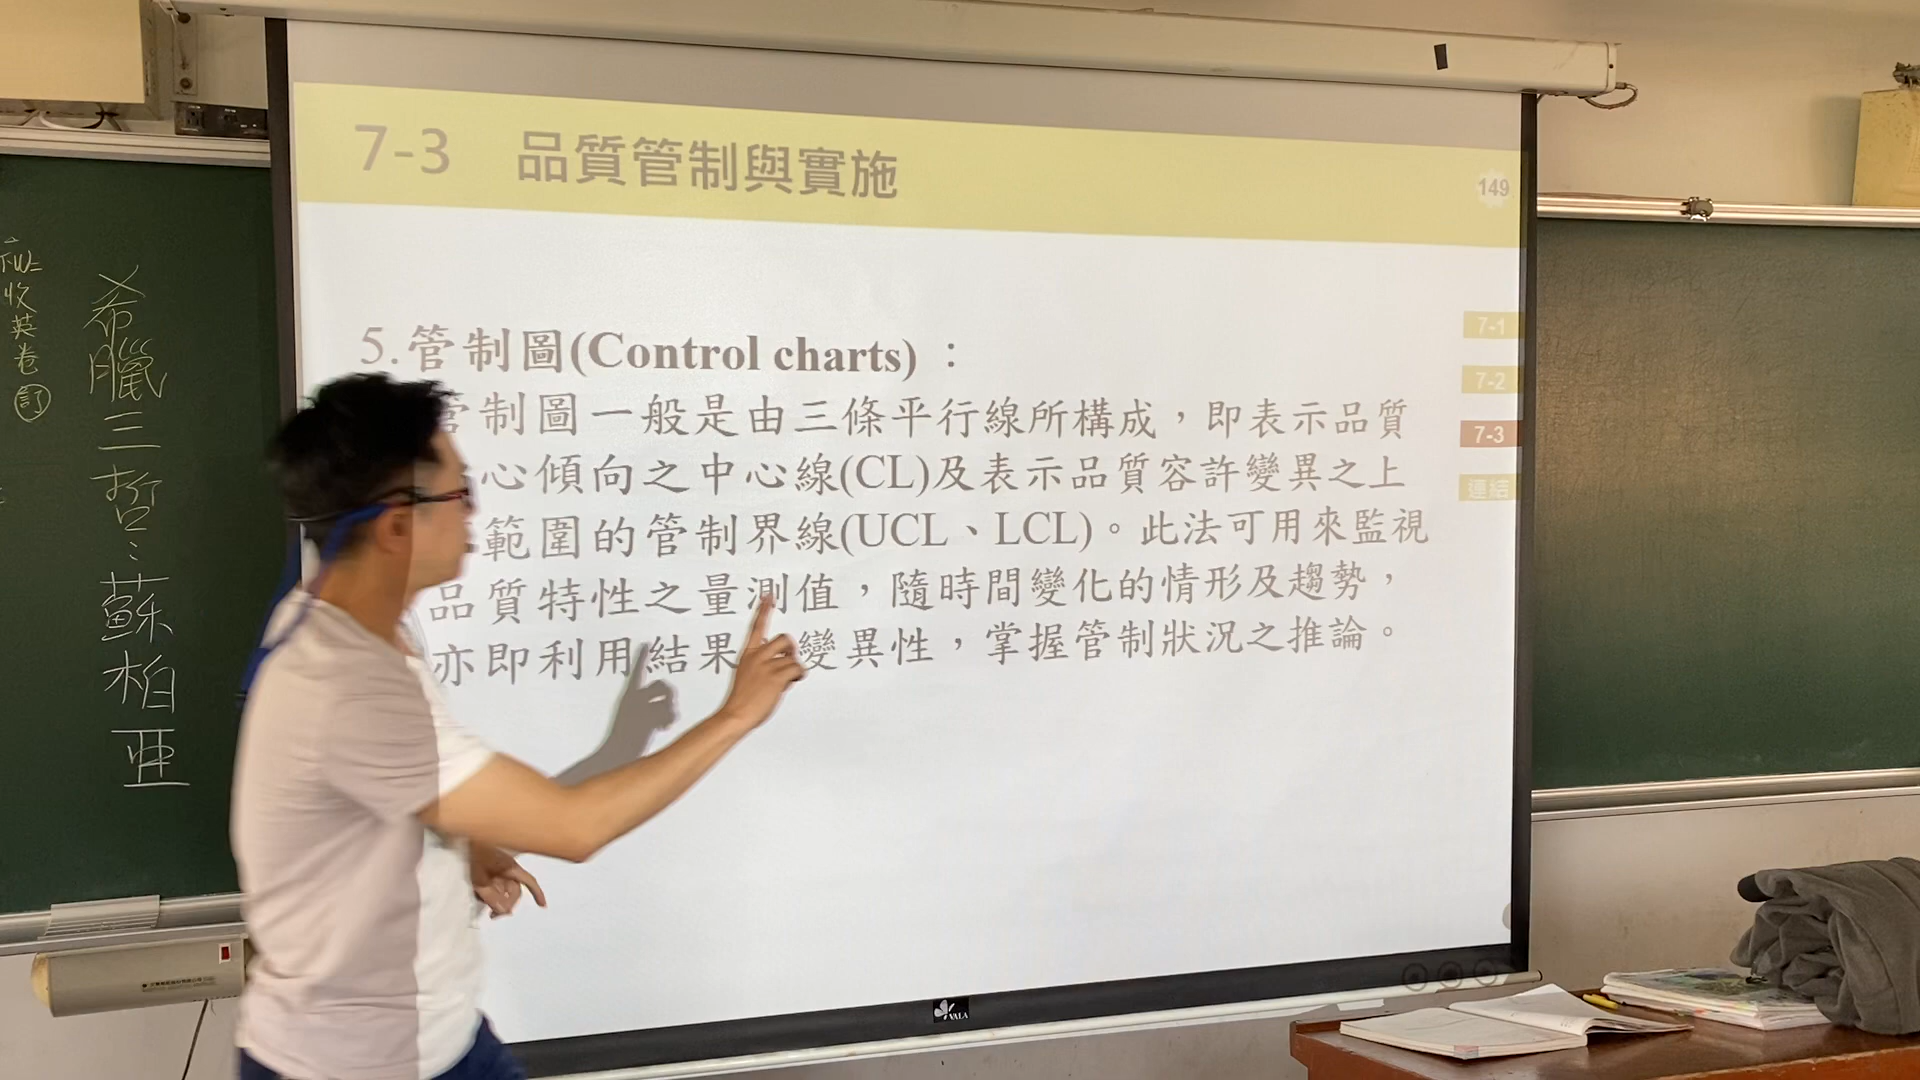 7-3 品質管制與實施
149
5.管制圖(Control charts)：
管制圖一般是由三條平行線所構成，即表示品質
心傾向之中心線(CL)及表示品質容許變異之上
範圍的管制界線(UCL、LCL)。此法可用來監視
品質特性之量測值，隨時間變化的情形及趨勢，
亦即利用結果 變異性，掌握管制狀況之推論。
7-1
7-2
7-3
連結
希臘三哲：蘇柏亞
收英卷訂
VALA